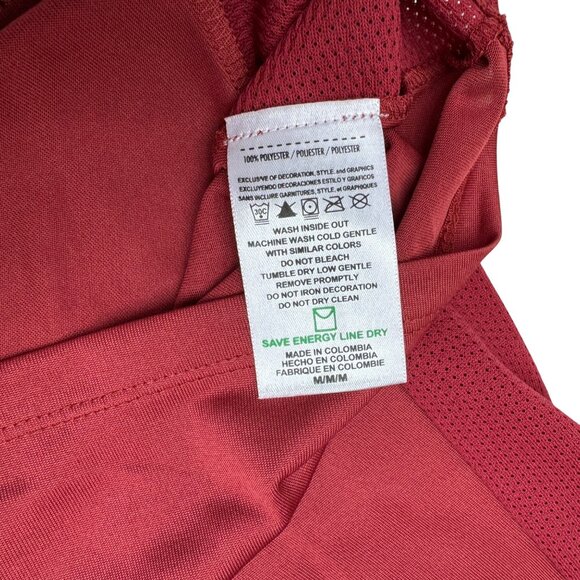 100% POLYESTER / POLIESTER / POLYESTER
EXCLUSIVE OF DECORATION, STYLE, and GRAPHICS
EXCLUYENDO DECORACIONES ESTILO Y GRAFICOS
SANS INCLURE GARNITURES, STYLE, et GRAPHIQUES
30C
WASH INSIDE OUT
MACHINE WASH COLD GENTLE
WITH SIMILAR COLORS
DO NOT BLEACH
TUMBLE DRY LOW GENTLE
REMOVE PROMPTLY
DO NOT IRON DECORATION
DO NOT DRY CLEAN
SAVE ENERGY LINE DRY
MADE IN COLOMBIA
HECHO EN COLOMBIA
FABRIQUE EN COLOMBIE
M/M/M